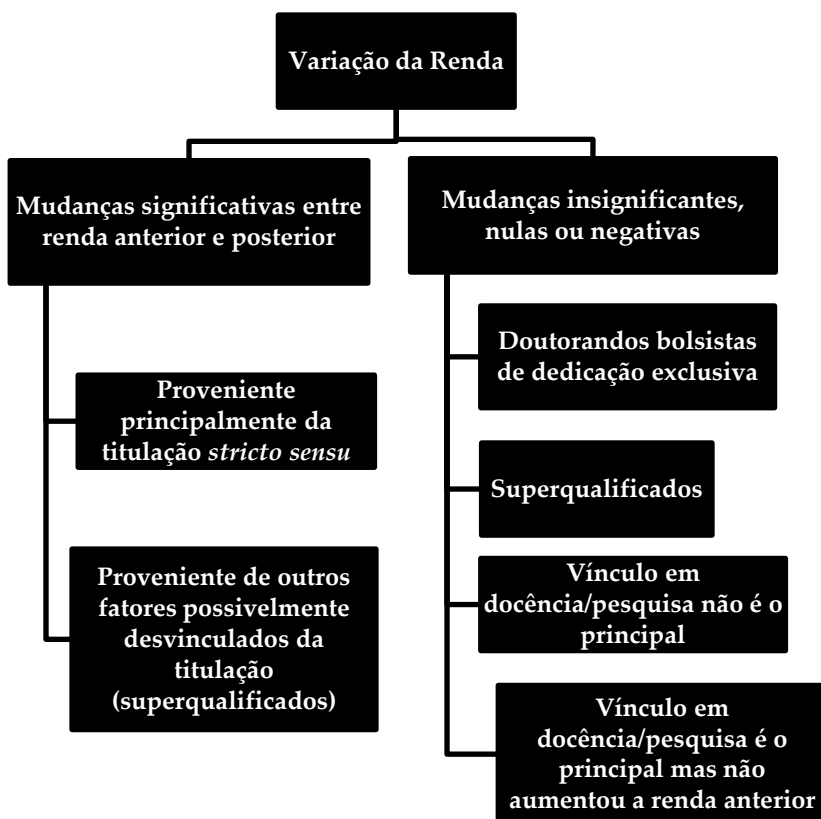 Variação da Renda
Mudanças significativas entre
renda anterior e posterior
Proveniente
principalmente da
titulação stricto sensu
Proveniente de outros
fatores possivelmente
desvinculados da
titulação
(superqualificados)
Mudanças insignificantes,
nulas ou negativas
Doutorandos bolsistas
de dedicação exclusiva
Superqualificados
Vínculo em
docência/pesquisa não é o
principal
Vínculo em
docência/pesquisa é o
principal mas não
aumentou a renda anterior